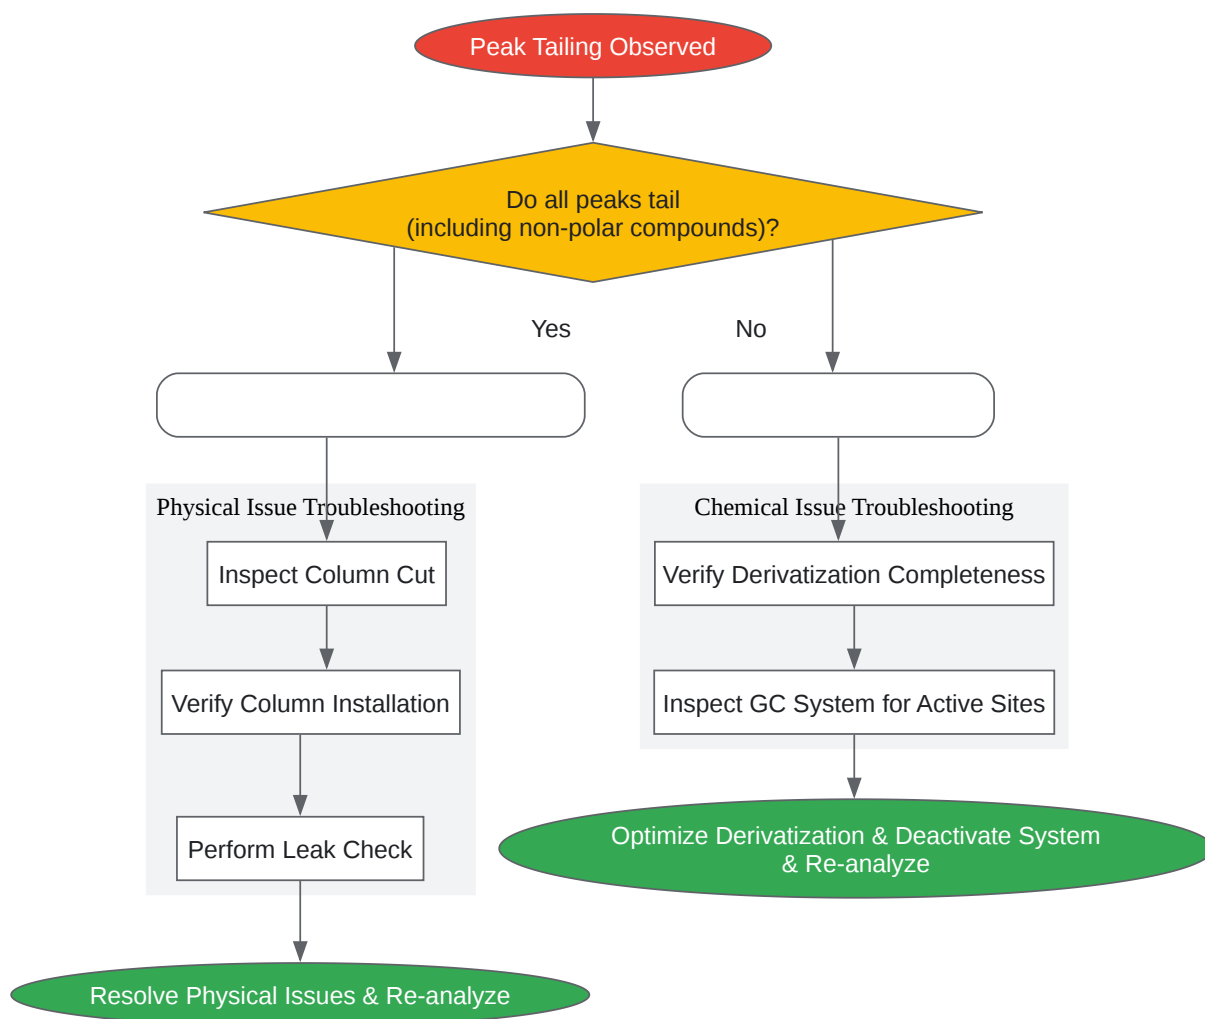 Peak Tailing Observed
Do all peaks tail
(including non-polar compounds)?
Yes
No
Physical Issue Troubleshooting
Inspect Column Cut
Verify Column Installation
Perform Leak Check
Resolve Physical Issues & Re-analyze
Chemical Issue Troubleshooting
Verify Derivatization Completeness
Inspect GC System for Active Sites
Optimize Derivatization & Deactivate System
& Re-analyze